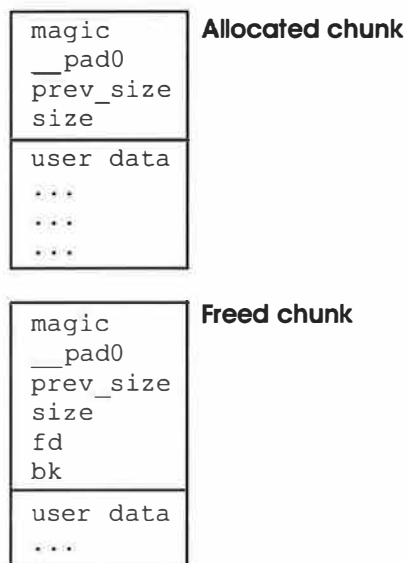 magic
__pad0
prev_size
size
Allocated chunk
user data
...
...
...
magic
__pad0
prev_size
size
fd
bk
Freed chunk
user data
...